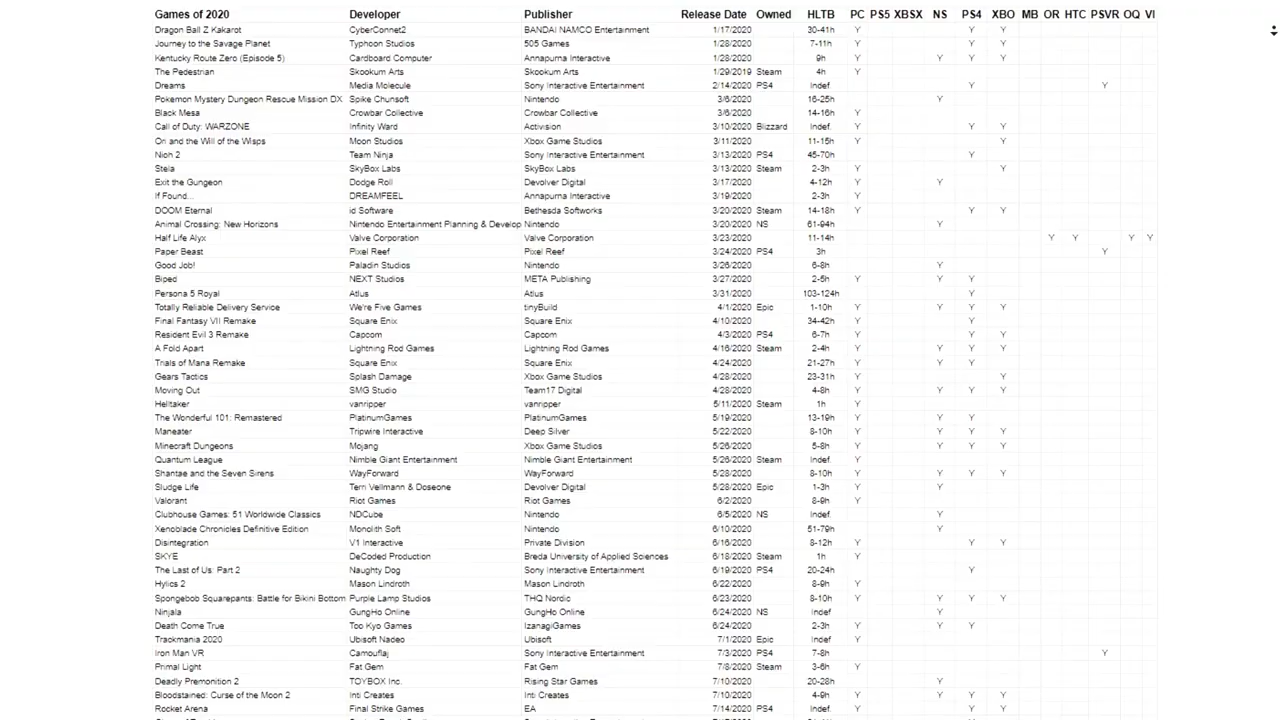 Games of 2020 Developer Publisher Release Date Owned HLTB PC PS5 XBSX NS PS4 XBO MB OR HTC PSVR OQ VI
Dragon Ball Z Kakarot CyberConnet2 BANDAI NAMCO Entertainment 1/17/2020 30-41h Y Y Y
Journey to the Savage Planet Typhoon Studios 505 Games 1/28/2020 7-11h Y Y Y
Kentucky Route Zero (Episode 5) Cardboard Computer Annapurna Interactive 1/28/2020 9h Y Y Y Y
The Pedestrian Skookum Arts Skookum Arts 1/29/2019 Steam 4h Y
Dreams Media Molecule Sony Interactive Entertainment 2/14/2020 PS4 Indef. Y Y
Pokemon Mystery Dungeon Rescue Mission DX Spike Chunsoft Nintendo 3/6/2020 16-25h Y
Black Mesa Crowbar Collective Crowbar Collective 3/6/2020 14-16h Y
Call of Duty: WARZONE Infinity Ward Activision 3/10/2020 Blizzard Indef. Y Y Y
Ori and the Will of the Wisps Moon Studios Xbox Game Studios 3/11/2020 11-15h Y Y
Nioh 2 Team Ninja Sony Interactive Entertainment 3/13/2020 PS4 45-70h Y
Stela SkyBox Labs SkyBox Labs 3/13/2020 Steam 2-3h Y Y
Exit the Gungeon Dodge Roll Devolver Digital 3/17/2020 4-12h Y Y
If Found... DREAMFEEL Annapurna Interactive 3/19/2020 2-3h Y
DOOM Eternal id Software Bethesda Softworks 3/20/2020 Steam 14-18h Y Y Y
Animal Crossing: New Horizons Nintendo Entertainment Planning & Develop Nintendo 3/20/2020 NS 61-94h Y
Half Life Alyx Valve Corporation Valve Corporation 3/23/2020 11-14h Y Y Y Y
Paper Beast Pixel Reef Pixel Reef 3/24/2020 PS4 3h Y
Good Job! Paladin Studios Nintendo 3/26/2020 6-8h Y
Biped NEXT Studios META Publishing 3/27/2020 2-5h Y Y Y
Persona 5 Royal Atlus Atlus 3/31/2020 103-124h Y
Totally Reliable Delivery Service We're Five Games tinyBuild 4/1/2020 Epic 1-10h Y Y Y Y
Final Fantasy VII Remake Square Enix Square Enix 4/10/2020 34-42h Y Y
Resident Evil 3 Remake Capcom Capcom 4/3/2020 PS4 6-7h Y Y Y
A Fold Apart Lightning Rod Games Lightning Rod Games 4/16/2020 Steam 2-4h Y Y Y Y
Trials of Mana Remake Square Enix Square Enix 4/24/2020 21-27h Y Y Y
Gears Tactics Splash Damage Xbox Game Studios 4/28/2020 23-31h Y Y
Moving Out SMG Studio Team17 Digital 4/28/2020 4-8h Y Y Y Y
Helltaker vanripper vanripper 5/11/2020 Steam 1h Y
The Wonderful 101: Remastered PlatinumGames PlatinumGames 5/19/2020 13-19h Y Y Y
Maneater Tripwire Interactive Deep Silver 5/22/2020 8-10h Y Y Y Y
Minecraft Dungeons Mojang Xbox Game Studios 5/26/2020 5-8h Y Y Y Y
Quantum League Nimble Giant Entertainment Nimble Giant Entertainment 5/26/2020 Steam Indef. Y
Shantae and the Seven Sirens WayForward WayForward 5/28/2020 8-10h Y Y Y Y
Sludge Life Terri Vellmann & Doseone Devolver Digital 5/28/2020 Epic 1-3h Y Y
Valorant Riot Games Riot Games 6/2/2020 8-9h Y
Clubhouse Games: 51 Worldwide Classics NDCube Nintendo 6/5/2020 NS Indef. Y
Xenoblade Chronicles Definitive Edition Monolith Soft Nintendo 6/10/2020 51-79h Y
Disintegration V1 Interactive Private Division 6/16/2020 8-12h Y Y Y
SKYE DeCoded Production Breda University of Applied Sciences 6/18/2020 Steam 1h Y
The Last of Us: Part 2 Naughty Dog Sony Interactive Entertainment 6/19/2020 PS4 20-24h Y
Hylics 2 Mason Lindroth Mason Lindroth 6/22/2020 8-9h Y
Spongebob Squarepants: Battle for Bikini Bottom Purple Lamp Studios THQ Nordic 6/23/2020 8-10h Y Y Y Y
Ninjala GungHo Online GungHo Online 6/24/2020 NS Indef Y
Death Come True Too Kyo Games IzanagiGames 6/24/2020 2-3h Y Y Y
Trackmania 2020 Ubisoft Nadeo Ubisoft 7/1/2020 Epic Indef Y
Iron Man VR Camouflaj Sony Interactive Entertainment 7/3/2020 PS4 7-8h Y
Primal Light Fat Gem Fat Gem 7/8/2020 Steam 3-6h Y
Deadly Premonition 2 TOYBOX Inc. Rising Star Games 7/10/2020 20-28h Y
Bloodstained: Curse of the Moon 2 Inti Creates Inti Creates 7/10/2020 4-9h Y Y Y Y
Rocket Arena Final Strike Games EA 7/14/2020 PS4 Indef. Y Y Y